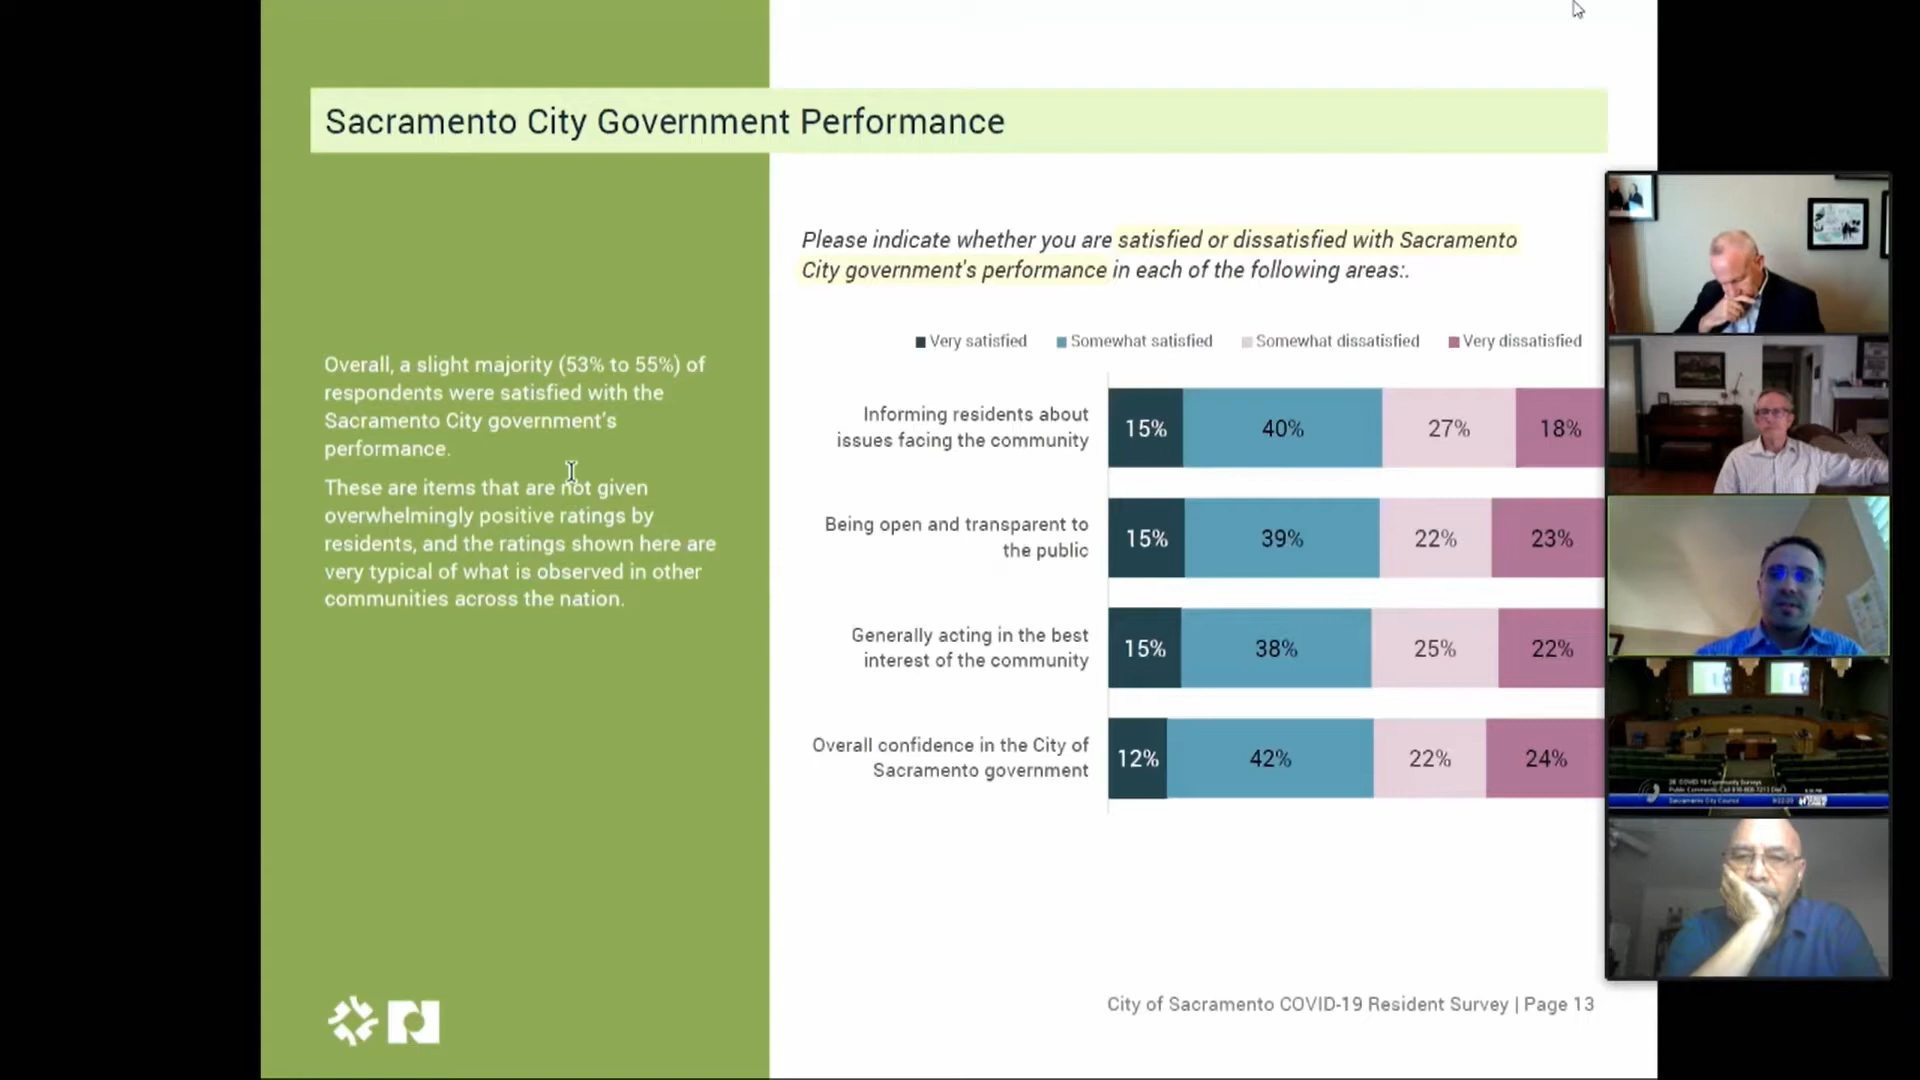 Sacramento City Government Performance
Overall, a slight majority (53% to 55%) of
respondents were satisfied with the
Sacramento City government's
performance.
These are items that are not given
overwhelmingly positive ratings by
residents, and the ratings shown here are
very typical of what is observed in other
communities across the nation.
Please indicate whether you are satisfied or dissatisfied with Sacramento
City government's performance in each of the following areas:.
Very satisfied Somewhat satisfied Somewhat dissatisfied Very dissatisfied
Informing residents about
issues facing the community
15% 40% 27% 18%
Being open and transparent to
the public
15% 39% 22% 23%
Generally acting in the best
interest of the community
15% 38% 25% 22%
Overall confidence in the City of
Sacramento government
12% 42% 22% 24%
City of Sacramento COVID-19 Resident Survey | Page 13
COVID-19 Community Surveys
Sacramento City Council